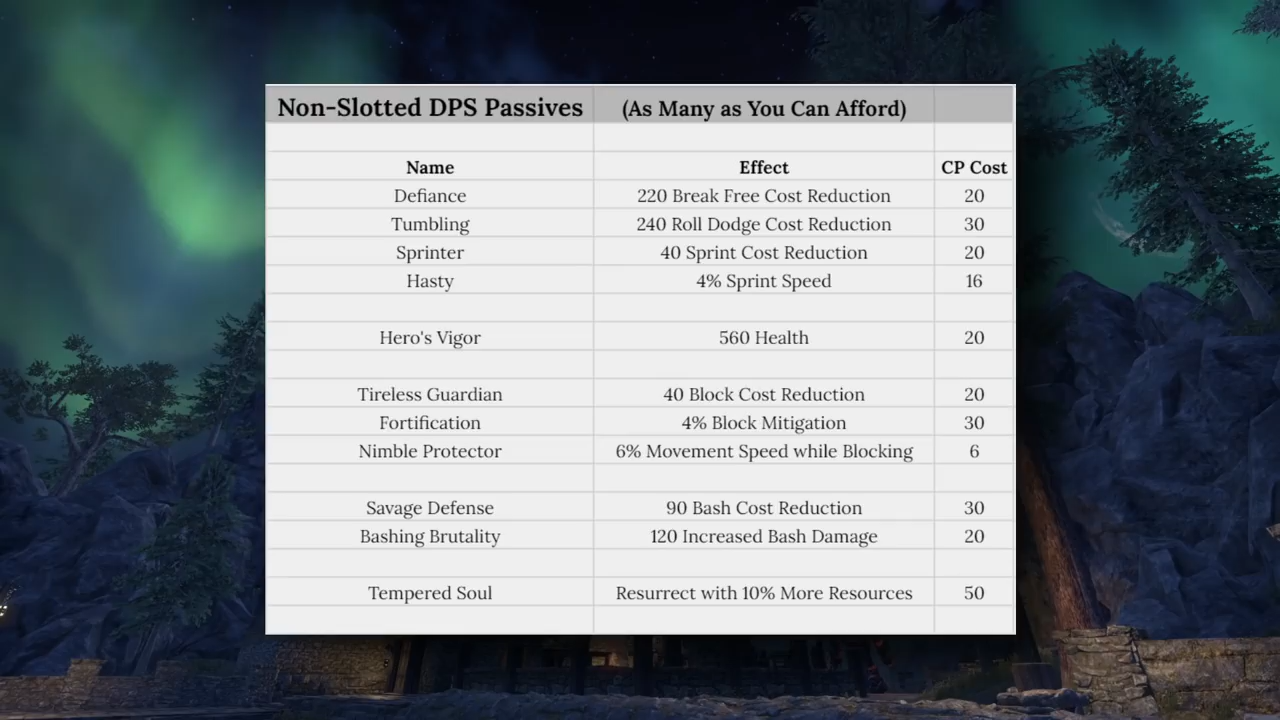 Non-Slotted DPS Passives (As Many as You Can Afford)
Name Effect CP Cost
Defiance 220 Break Free Cost Reduction 20
Tumbling 240 Roll Dodge Cost Reduction 30
Sprinter 40 Sprint Cost Reduction 20
Hasty 4% Sprint Speed 16
Hero's Vigor 560 Health 20
Tireless Guardian 40 Block Cost Reduction 20
Fortification 4% Block Mitigation 30
Nimble Protector 6% Movement Speed while Blocking 6
Savage Defense 90 Bash Cost Reduction 30
Bashing Brutality 120 Increased Bash Damage 20
Tempered Soul Resurrect with 10% More Resources 50